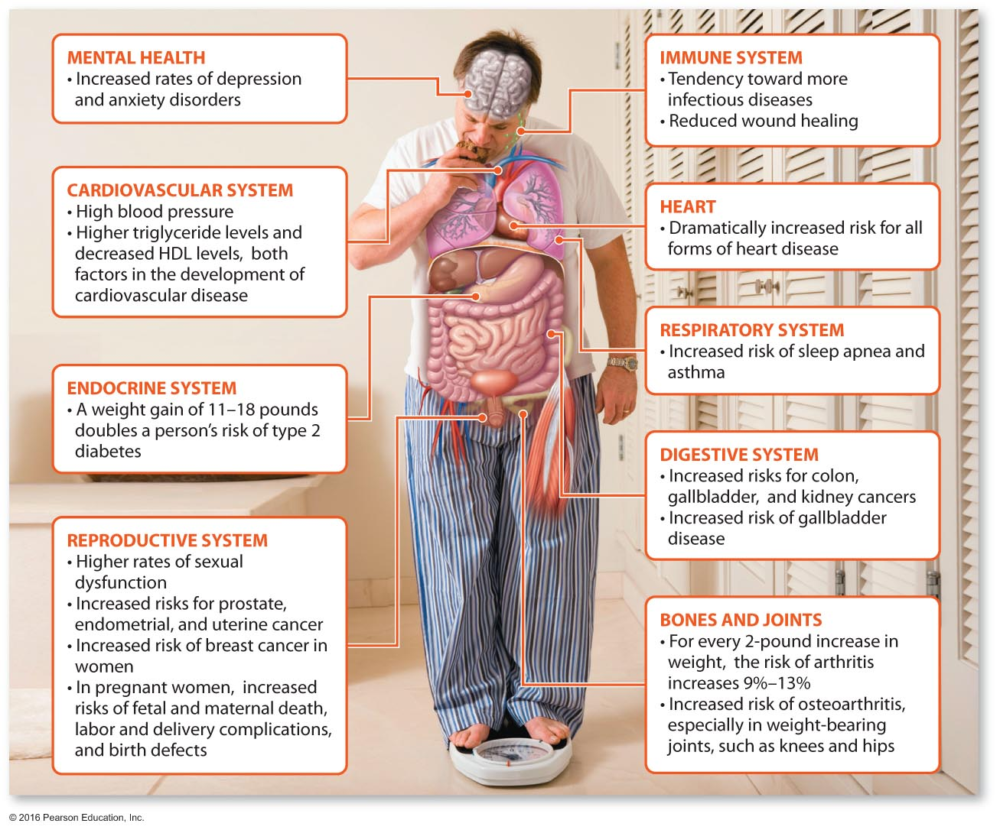 MENTAL HEALTH
• Increased rates of depression
and anxiety disorders
CARDIOVASCULAR SYSTEM
• High blood pressure
• Higher triglyceride levels and
decreased HDL levels, both
factors in the development of
cardiovascular disease
ENDOCRINE SYSTEM
• A weight gain of 11–18 pounds
doubles a person's risk of type 2
diabetes
REPRODUCTIVE SYSTEM
• Higher rates of sexual
dysfunction
• Increased risks for prostate,
endometrial, and uterine cancer
• Increased risk of breast cancer in
women
• In pregnant women, increased
risks of fetal and maternal death,
labor and delivery complications,
and birth defects
IMMUNE SYSTEM
• Tendency toward more
infectious diseases
• Reduced wound healing
HEART
• Dramatically increased risk for all
forms of heart disease
RESPIRATORY SYSTEM
• Increased risk of sleep apnea and
asthma
DIGESTIVE SYSTEM
• Increased risks for colon,
gallbladder, and kidney cancers
• Increased risk of gallbladder
disease
BONES AND JOINTS
• For every 2-pound increase in
weight, the risk of arthritis
increases 9%–13%
• Increased risk of osteoarthritis,
especially in weight-bearing
joints, such as knees and hips
© 2016 Pearson Education, Inc.